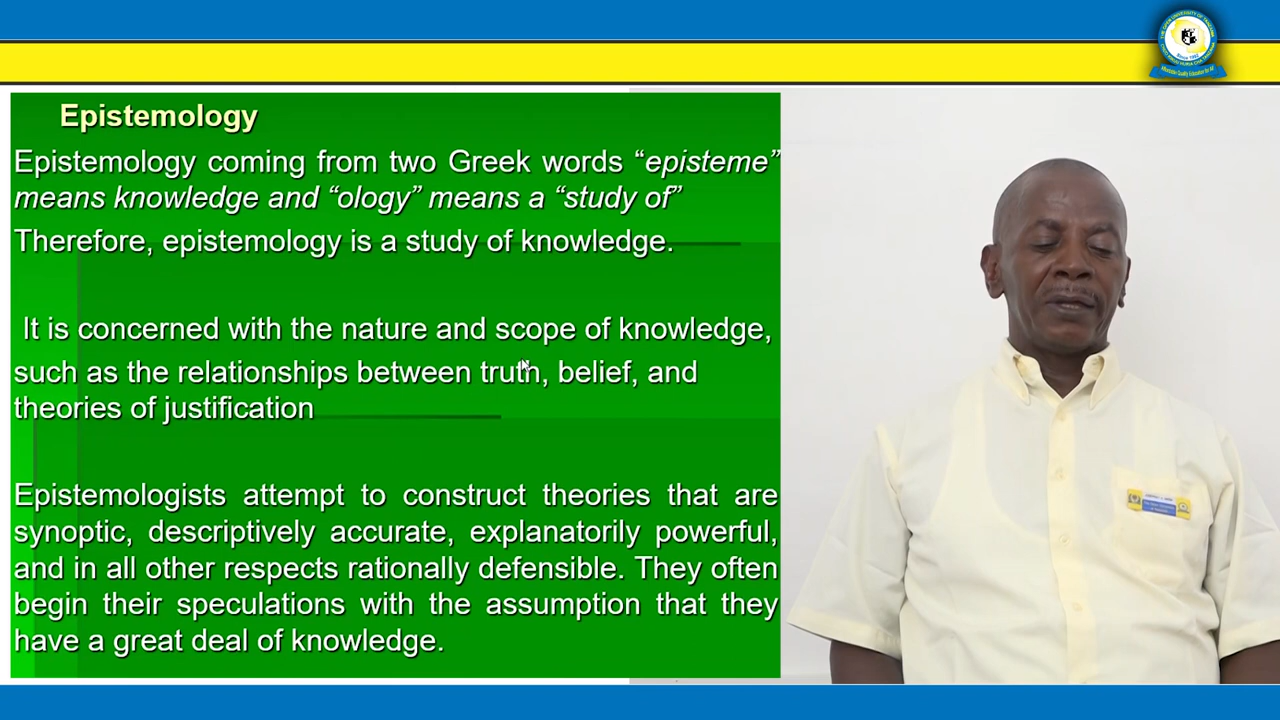 Epistemology
Epistemology coming from two Greek words “episteme”
means knowledge and “ology” means a “study of”
Therefore, epistemology is a study of knowledge.
It is concerned with the nature and scope of knowledge,
such as the relationships between truth, belief, and
theories of justification
Epistemologists attempt to construct theories that are
synoptic, descriptively accurate, explanatorily powerful,
and in all other respects rationally defensible. They often
begin their speculations with the assumption that they
have a great deal of knowledge.